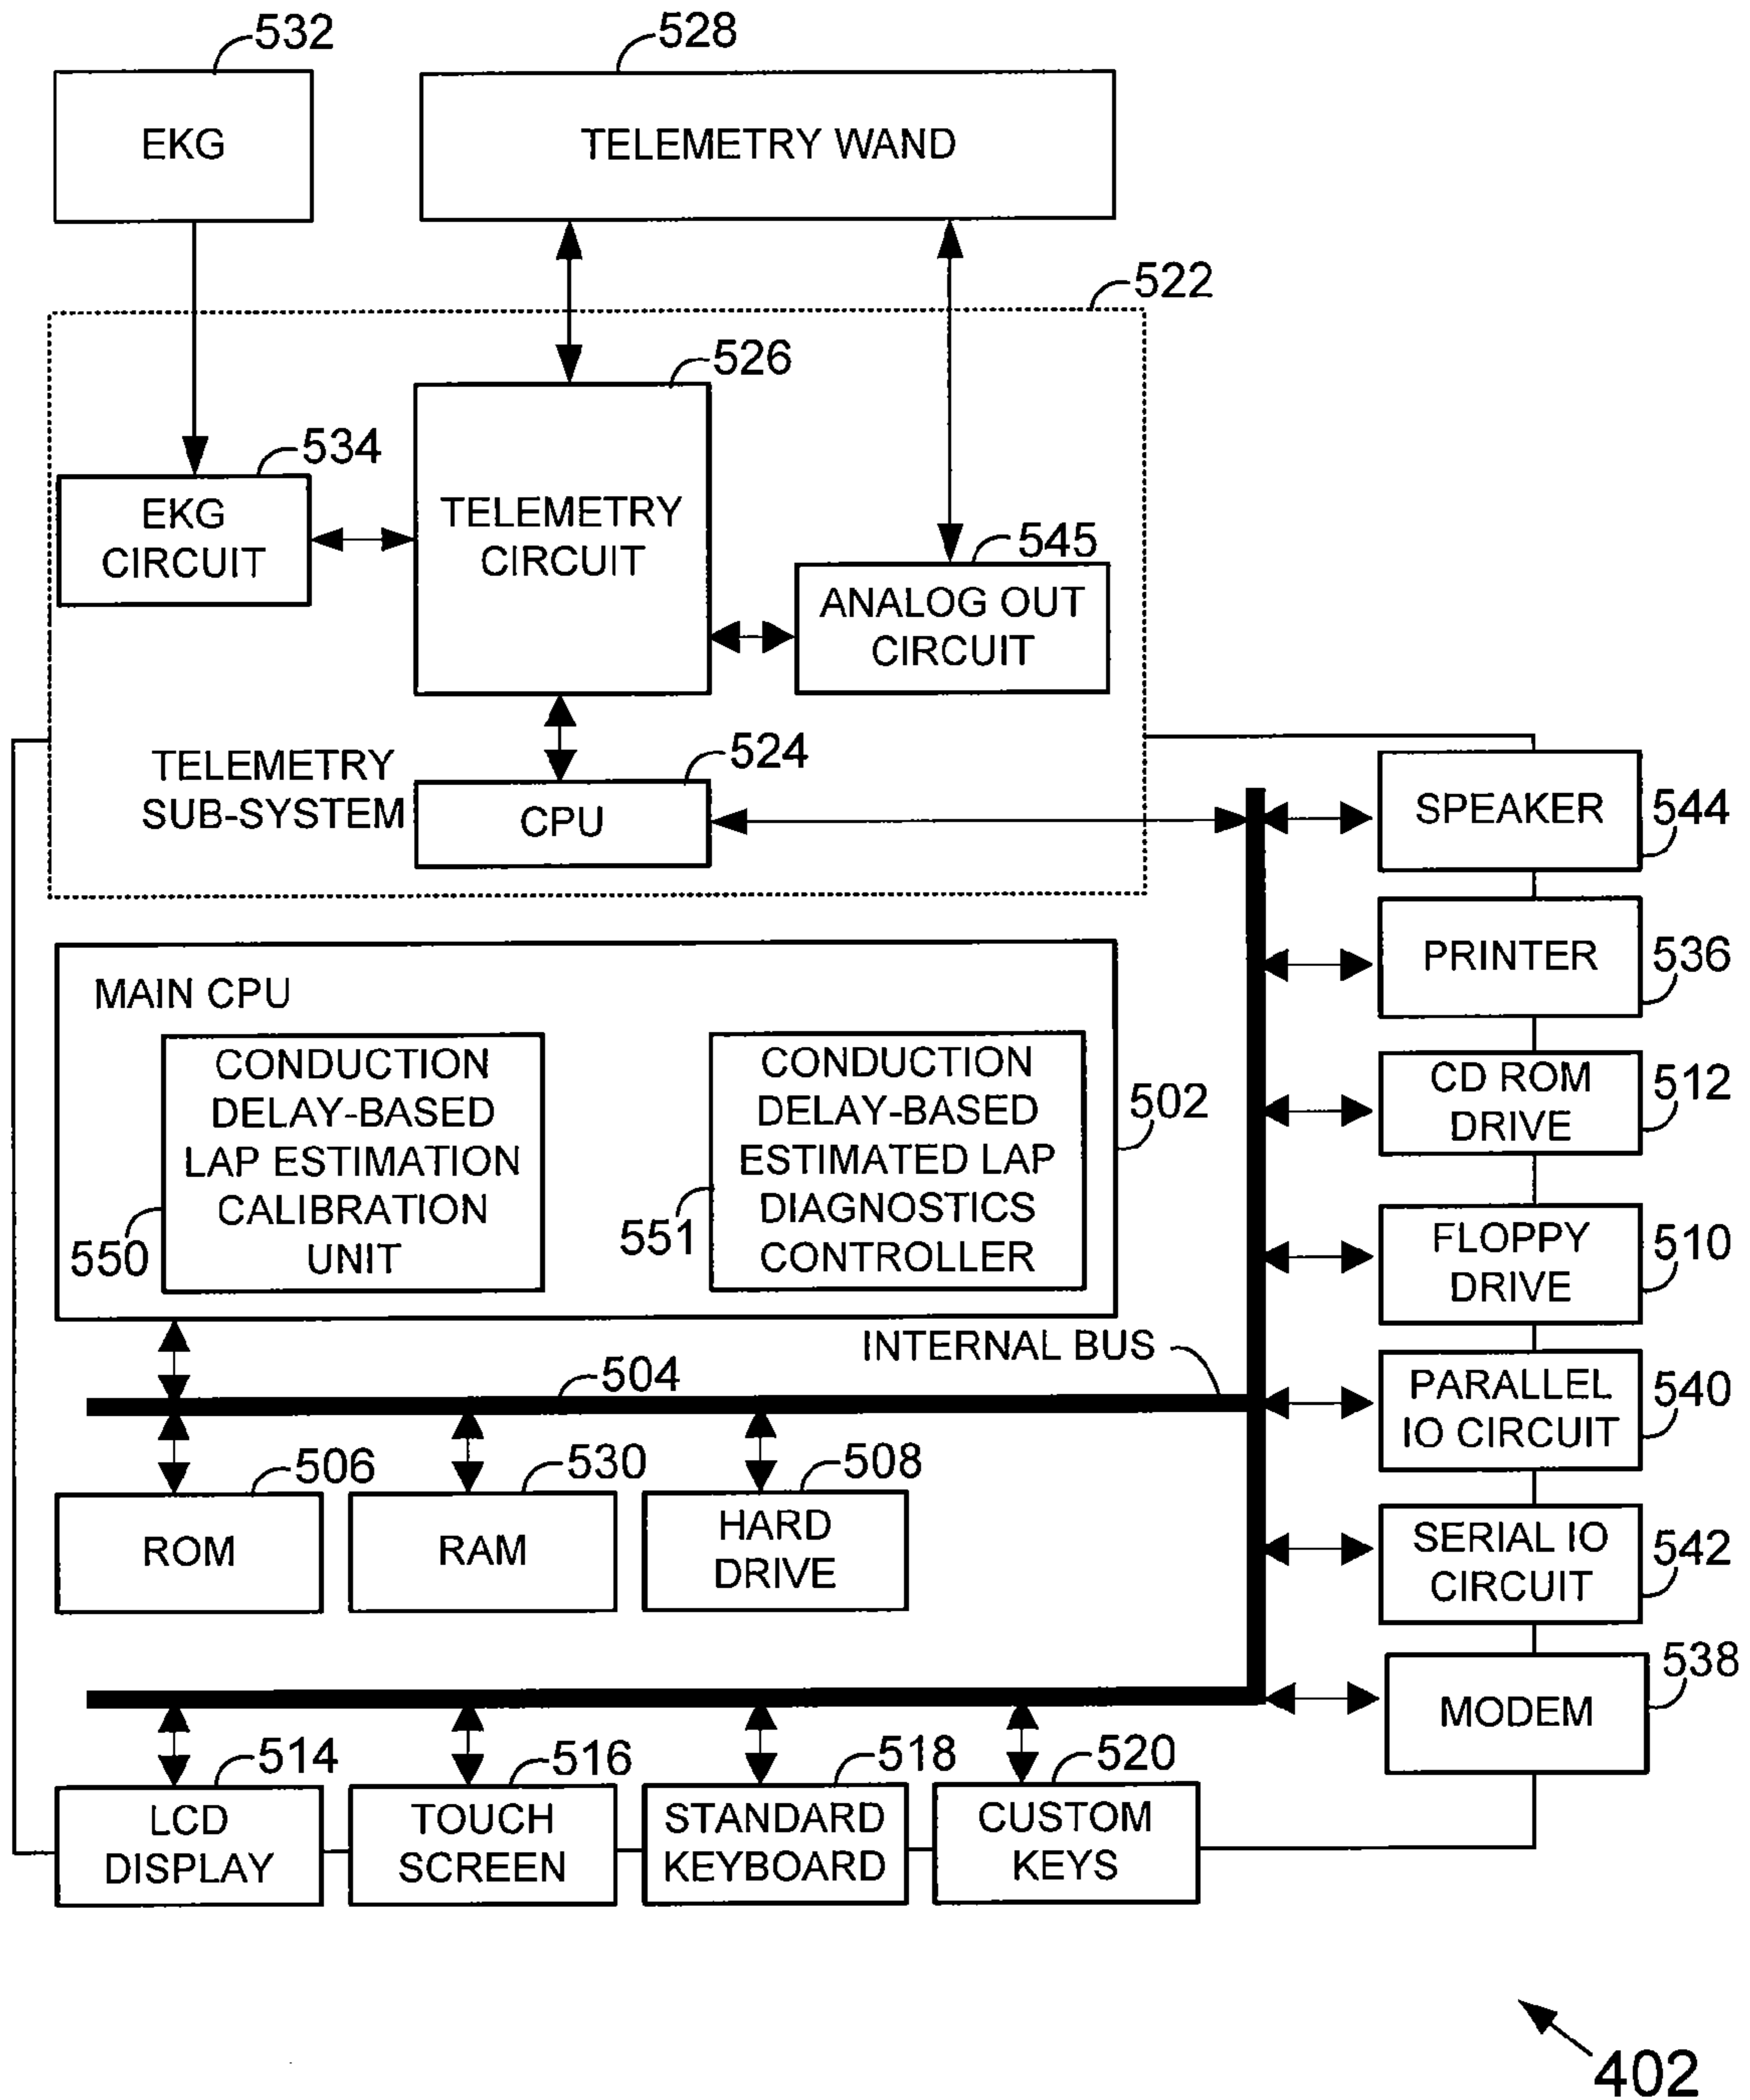 532
528
EKG
TELEMETRY WAND
522
526
534
EKG
CIRCUIT
TELEMETRY
CIRCUIT
545
ANALOG OUT
CIRCUIT
TELEMETRY
SUB-SYSTEM
524
CPU
SPEAKER
544
PRINTER
536
MAIN CPU
CONDUCTION
DELAY-BASED
LAP ESTIMATION
CALIBRATION
UNIT
550
CONDUCTION
DELAY-BASED
ESTIMATED LAP
DIAGNOSTICS
CONTROLLER
551
502
CD ROM
DRIVE
512
FLOPPY
DRIVE
510
INTERNAL BUS
504
PARALLEL
IO CIRCUIT
540
506
ROM
530
RAM
508
HARD
DRIVE
SERIAL IO
CIRCUIT
542
538
MODEM
514
LCD
DISPLAY
516
TOUCH
SCREEN
518
STANDARD
KEYBOARD
520
CUSTOM
KEYS
402